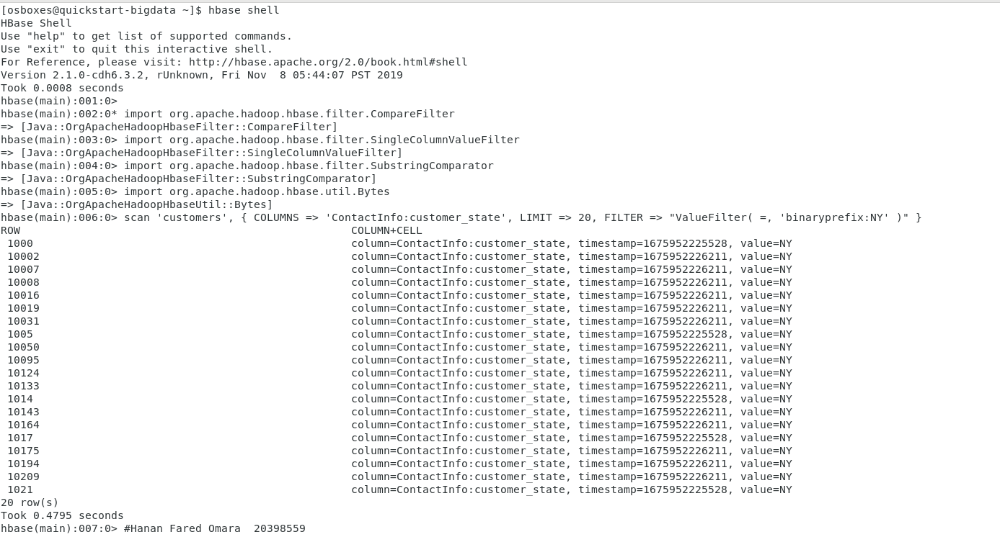 [osboxes@quickstart-bigdata ~]$ hbase shell
HBase Shell
Use "help" to get list of supported commands.
Use "exit" to quit this interactive shell.
For Reference, please visit: http://hbase.apache.org/2.0/book.html#shell
Version 2.1.0-cdh6.3.2, rUnknown, Fri Nov  8 05:44:07 PST 2019
Took 0.0008 seconds
hbase(main):001:0>
hbase(main):002:0* import org.apache.hadoop.hbase.filter.CompareFilter
=> [Java::OrgApacheHadoopHbaseFilter::CompareFilter]
hbase(main):003:0> import org.apache.hadoop.hbase.filter.SingleColumnValueFilter
=> [Java::OrgApacheHadoopHbaseFilter::SingleColumnValueFilter]
hbase(main):004:0> import org.apache.hadoop.hbase.filter.SubstringComparator
=> [Java::OrgApacheHadoopHbaseFilter::SubstringComparator]
hbase(main):005:0> import org.apache.hadoop.hbase.util.Bytes
=> [Java::OrgApacheHadoopHbaseUtil::Bytes]
hbase(main):006:0> scan 'customers', { COLUMNS => 'ContactInfo:customer_state', LIMIT => 20, FILTER => "ValueFilter( =, 'binaryprefix:NY' )" }
ROW COLUMN+CELL
1000 column=ContactInfo:customer_state, timestamp=1675952225528, value=NY
10002 column=ContactInfo:customer_state, timestamp=1675952226211, value=NY
10007 column=ContactInfo:customer_state, timestamp=1675952226211, value=NY
10008 column=ContactInfo:customer_state, timestamp=1675952226211, value=NY
10016 column=ContactInfo:customer_state, timestamp=1675952226211, value=NY
10019 column=ContactInfo:customer_state, timestamp=1675952226211, value=NY
10031 column=ContactInfo:customer_state, timestamp=1675952226211, value=NY
1005 column=ContactInfo:customer_state, timestamp=1675952225528, value=NY
10050 column=ContactInfo:customer_state, timestamp=1675952226211, value=NY
10095 column=ContactInfo:customer_state, timestamp=1675952226211, value=NY
10124 column=ContactInfo:customer_state, timestamp=1675952226211, value=NY
10133 column=ContactInfo:customer_state, timestamp=1675952226211, value=NY
1014 column=ContactInfo:customer_state, timestamp=1675952225528, value=NY
10143 column=ContactInfo:customer_state, timestamp=1675952226211, value=NY
10164 column=ContactInfo:customer_state, timestamp=1675952226211, value=NY
1017 column=ContactInfo:customer_state, timestamp=1675952225528, value=NY
10175 column=ContactInfo:customer_state, timestamp=1675952226211, value=NY
10194 column=ContactInfo:customer_state, timestamp=1675952226211, value=NY
10209 column=ContactInfo:customer_state, timestamp=1675952226211, value=NY
1021 column=ContactInfo:customer_state, timestamp=1675952225528, value=NY
20 row(s)
Took 0.4795 seconds
hbase(main):007:0> #Hanan Fared Omara  20398559